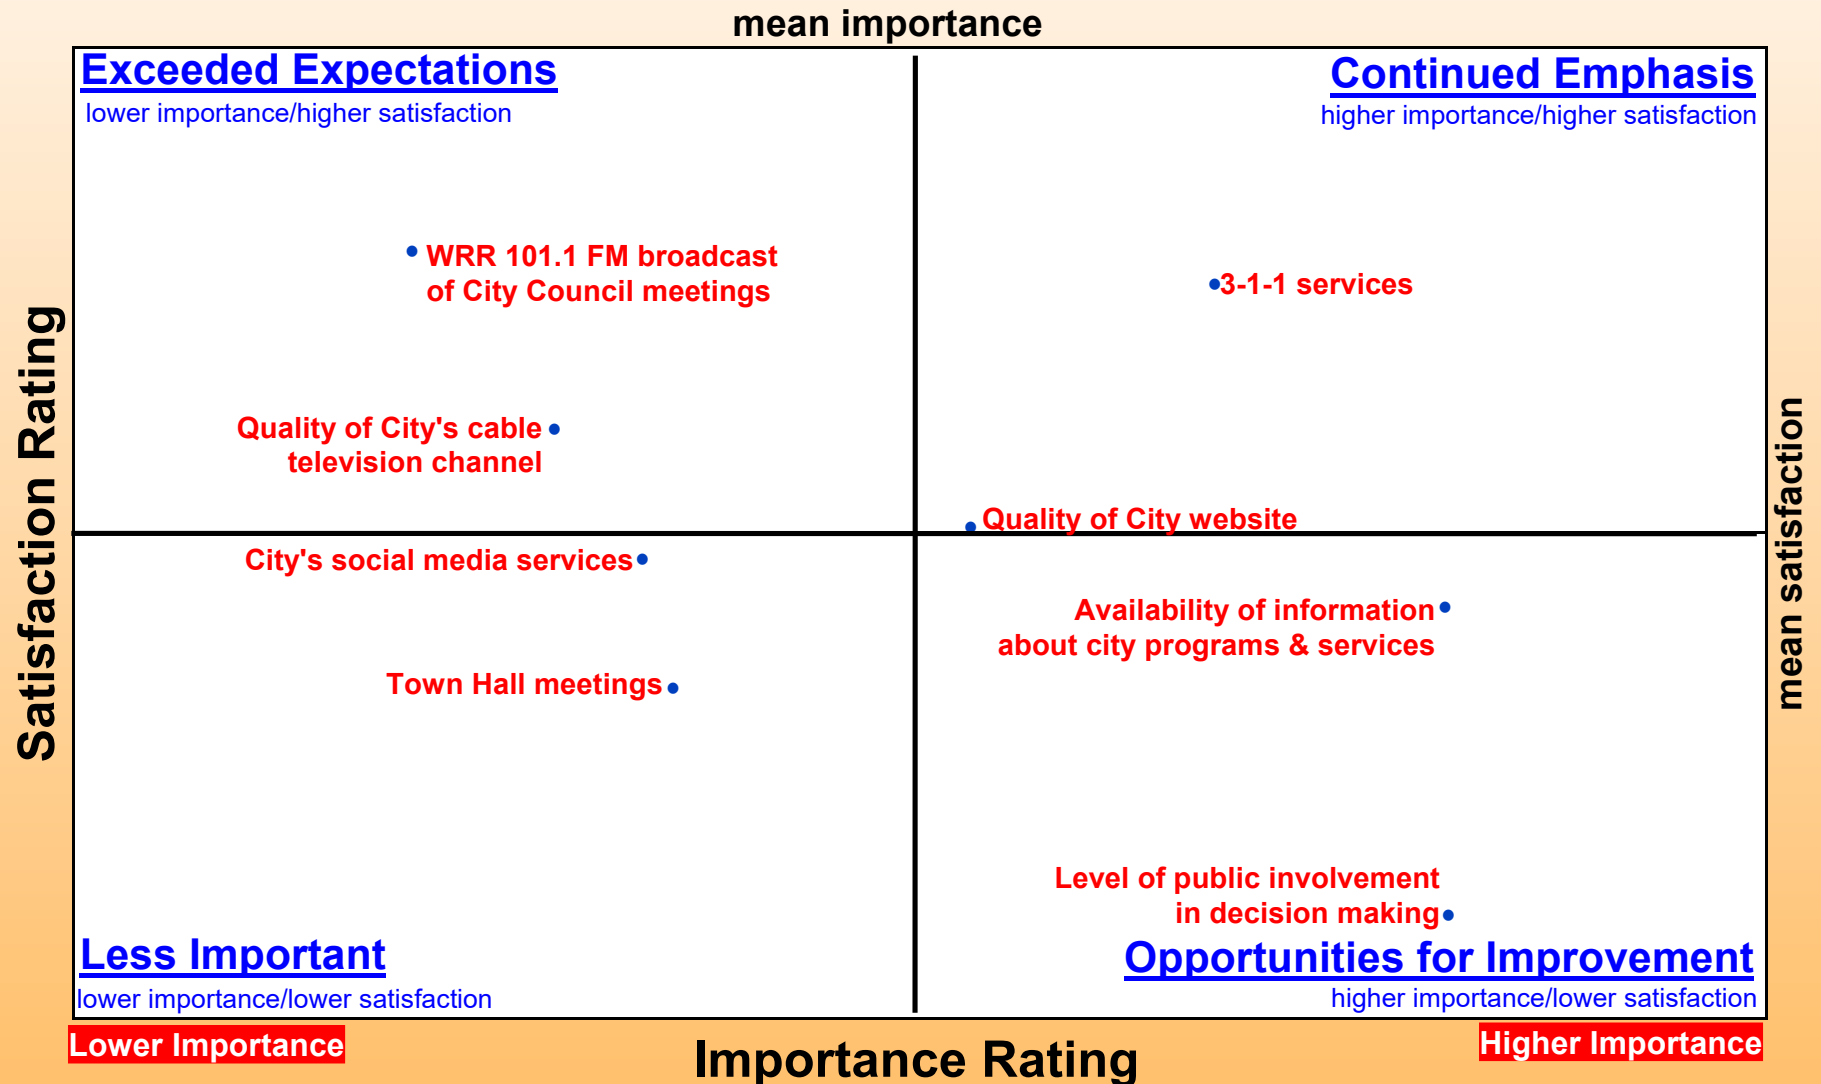 mean importance
Exceeded Expectations
lower importance/higher satisfaction
Continued Emphasis
higher importance/higher satisfaction
WRR 101.1 FM broadcast
of City Council meetings
3-1-1 services
Quality of City's cable
television channel
Quality of City website
Satisfaction Rating
mean satisfaction
City's social media services
Availability of information
about city programs & services
Town Hall meetings
Level of public involvement
in decision making
Less Important
lower importance/lower satisfaction
Opportunities for Improvement
higher importance/lower satisfaction
Lower Importance
Importance Rating
Higher Importance